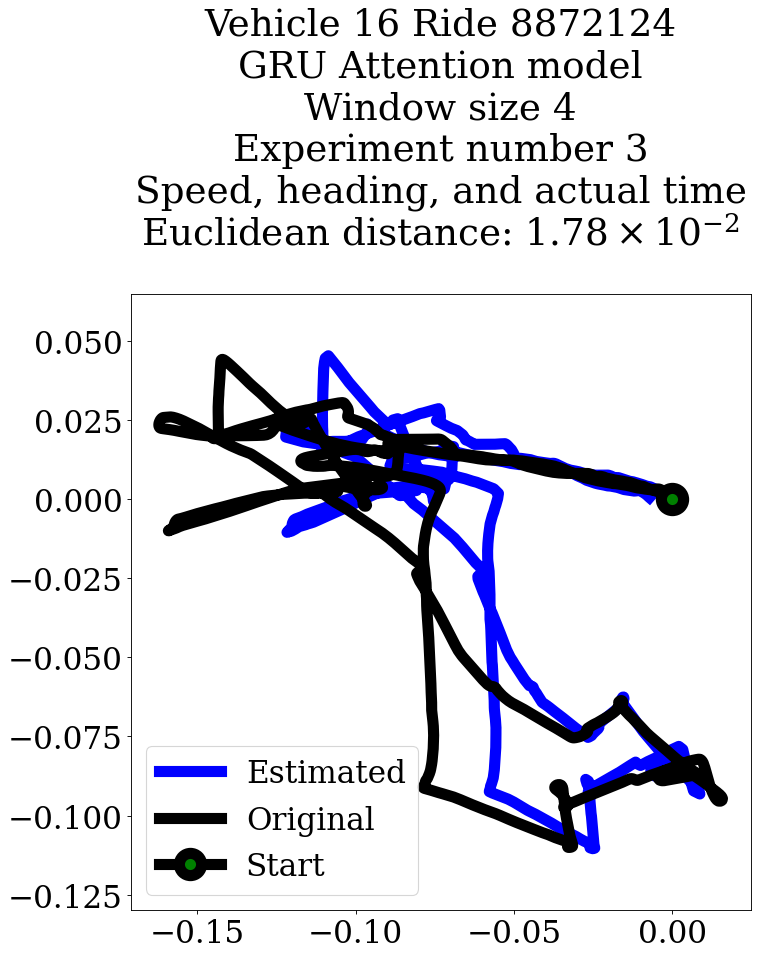 Vehicle 16 Ride 8872124
GRU Attention model
Window size 4
Experiment number 3
Speed, heading, and actual time
Euclidean distance: 1.78 × 10⁻²
0.050
0.025
0.000
−0.025
−0.050
−0.075
−0.100
−0.125
Estimated
Original
Start
−0.15 −0.10 −0.05 0.00